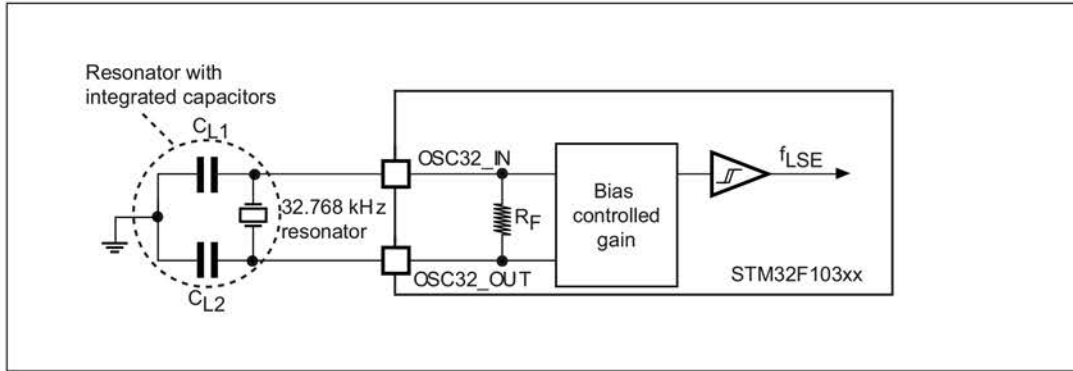 Resonator with
integrated capacitors
CL1
OSC32_IN
fLSE
32.768 kHz
resonator
RF
Bias
controlled
gain
OSC32_OUT
STM32F103xx
CL2